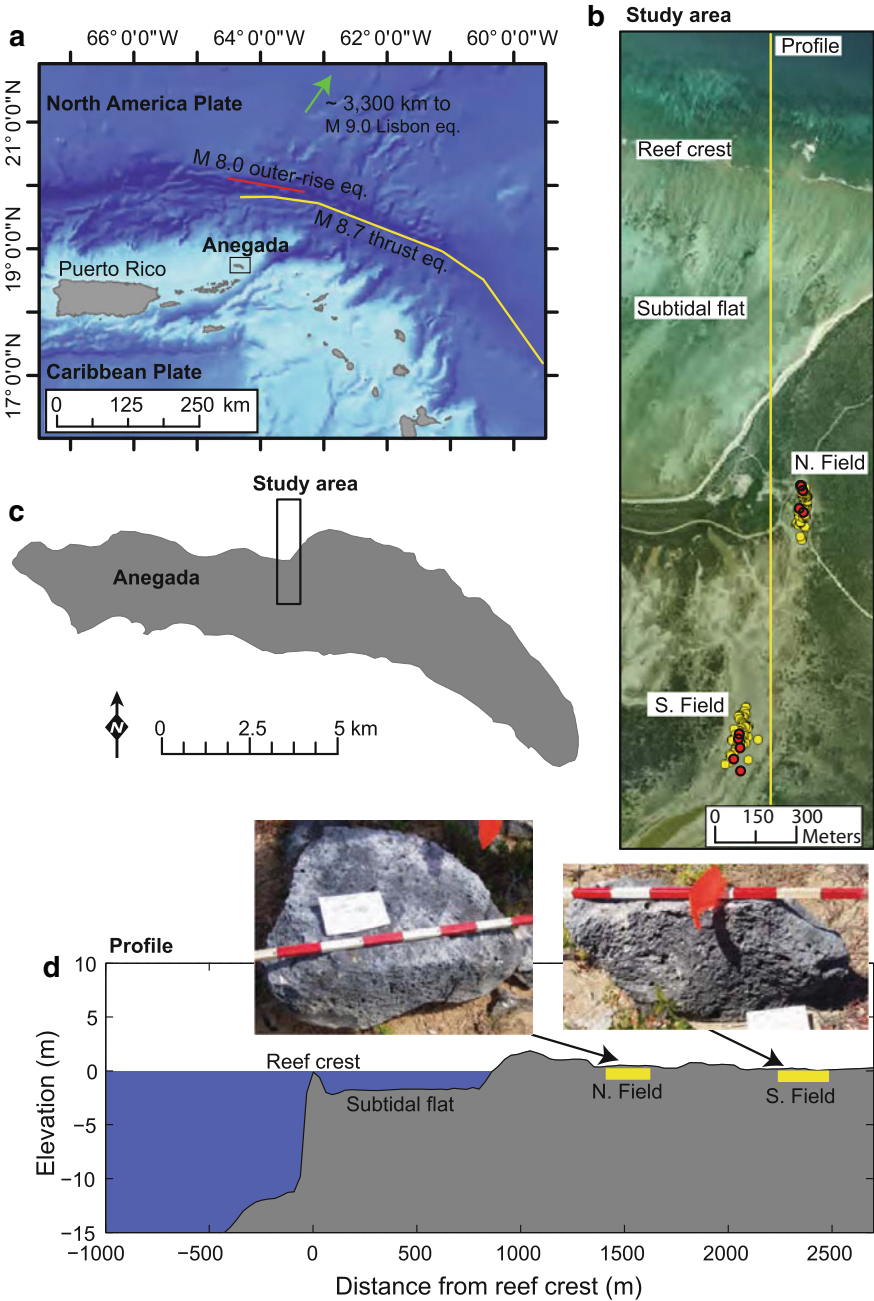 a
66° 0'0"W 64° 0'0"W 62° 0'0"W 60° 0'0"W
21° 0'0"N
19° 0'0"N
17° 0'0"N
North America Plate
~ 3,300 km to
M 9.0 Lisbon eq.
M 8.0 outer-rise eq.
M 8.7 thrust eq.
Anegada
Puerto Rico
Caribbean Plate
0 125 250 km
b
Study area
Profile
Reef crest
Subtidal flat
N. Field
S. Field
0 150 300
Meters
c
Study area
Anegada
N
0 2.5 5 km
d
Profile
10
5
0
−5
−10
−15
Elevation (m)
Reef crest
Subtidal flat
N. Field
S. Field
−1000 −500 0 500 1000 1500 2000 2500
Distance from reef crest (m)